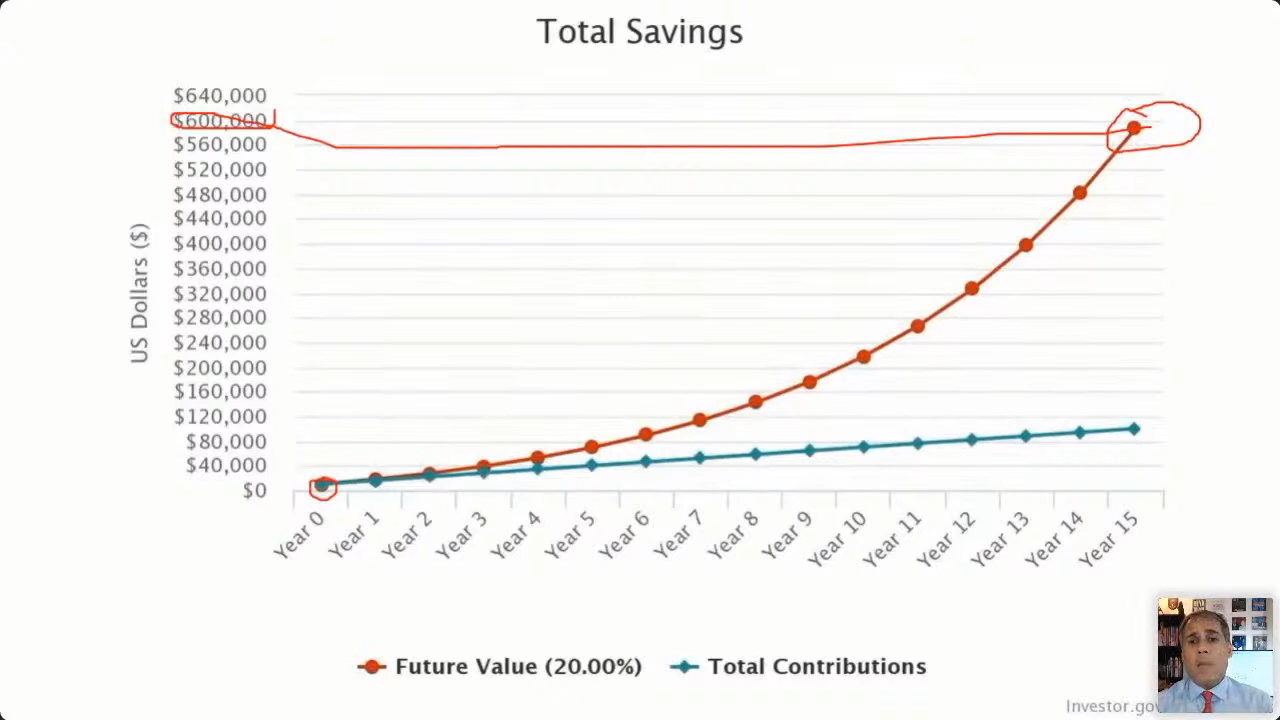 Total Savings
US Dollars ($)
$640,000
$600,000
$560,000
$520,000
$480,000
$440,000
$400,000
$360,000
$320,000
$280,000
$240,000
$200,000
$160,000
$120,000
$80,000
$40,000
$0
Year 0
Year 1
Year 2
Year 3
Year 4
Year 5
Year 6
Year 7
Year 8
Year 9
Year 10
Year 11
Year 12
Year 13
Year 14
Year 15
Future Value (20.00%)
Total Contributions